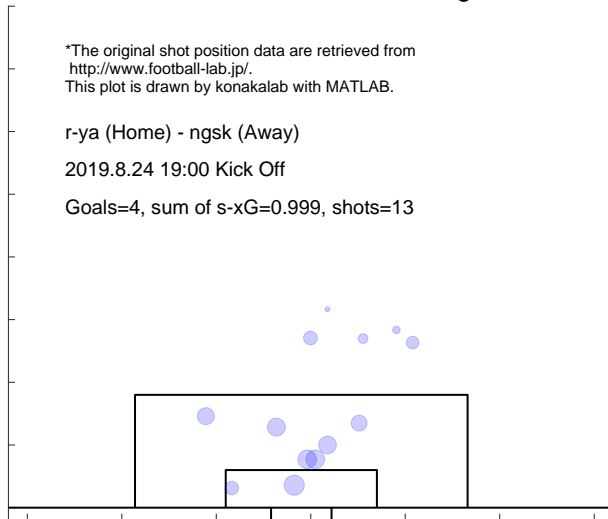 *The original shot position data are retrieved from
http://www.football-lab.jp/.
This plot is drawn by konakalab with MATLAB.
r-ya (Home) - ngsk (Away)
2019.8.24 19:00 Kick Off
Goals=4, sum of s-xG=0.999, shots=13